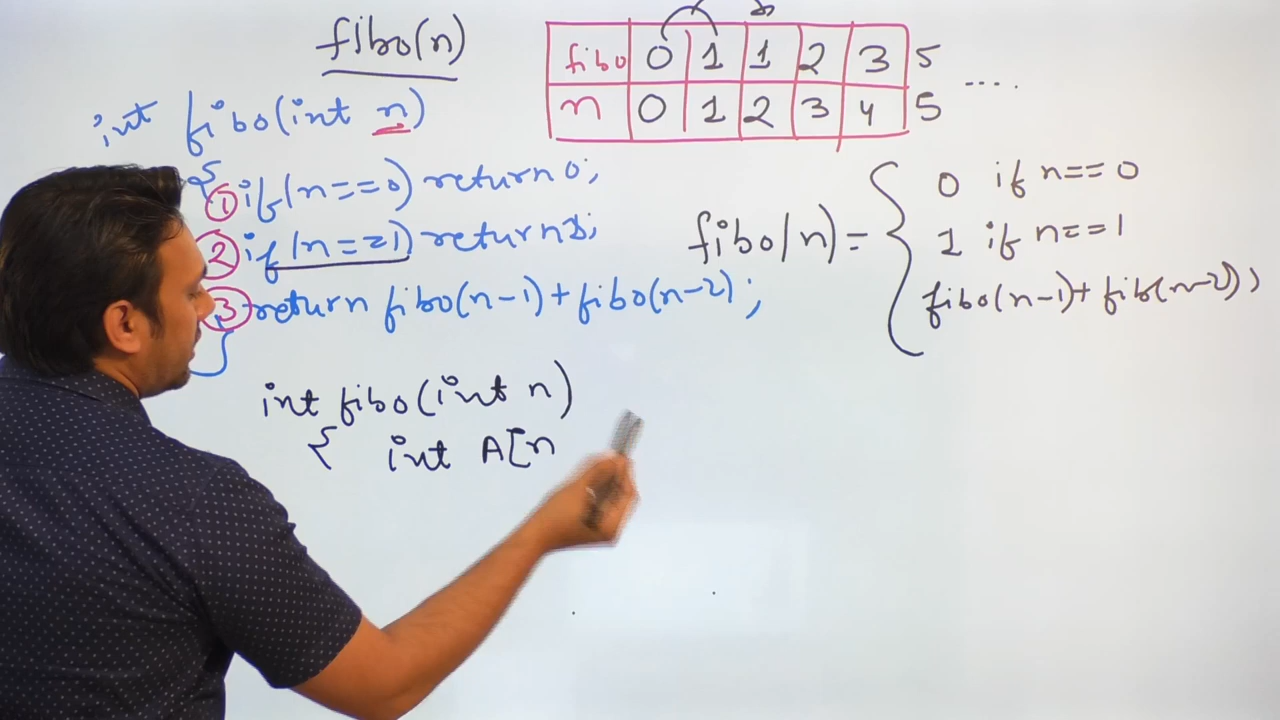 fibo(n)
fibo 0 1 1 2 3 5 ....
n 0 1 2 3 4 5
int fibo(int n)
{
① if(n==0) return 0;
② if(n==1) return 1;
③ return fibo(n-1)+fibo(n-2);
}
fibo(n)= {
0 if n==0
1 if n==1
fibo(n-1)+fib(n-2);
int fibo(int n)
{ int A[n